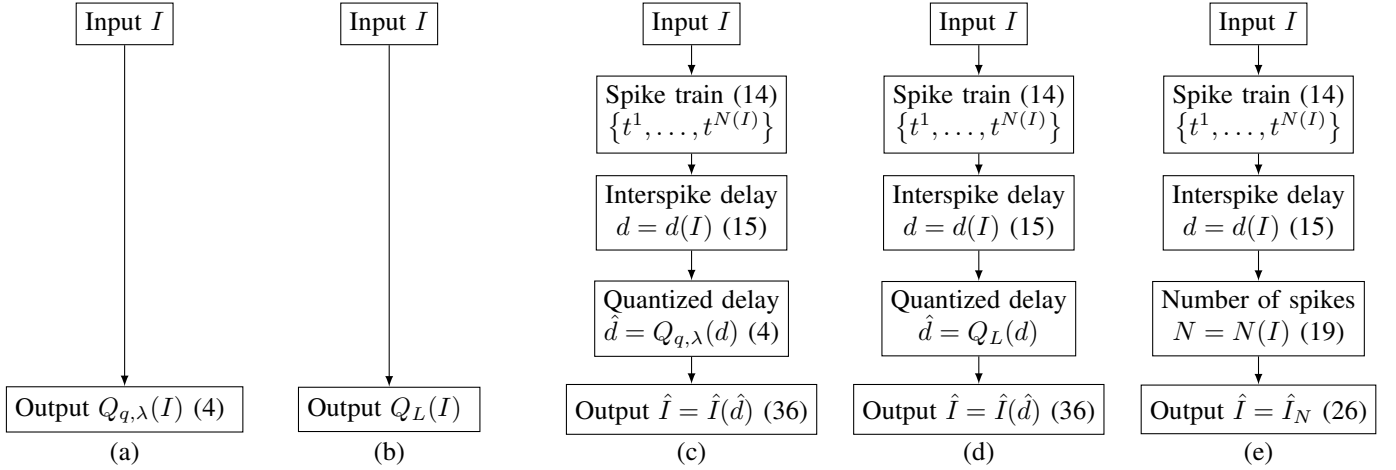 Input I
Output Q_{q,λ}(I) (4)
(a)
Input I
Output Q_L(I)
(b)
Input I
Spike train (14)
{t^1, . . . , t^{N(I)}}
Interspike delay
d = d(I) (15)
Quantized delay
d̂ = Q_{q,λ}(d) (4)
Output Î = Î(d̂) (36)
(c)
Input I
Spike train (14)
{t^1, . . . , t^{N(I)}}
Interspike delay
d = d(I) (15)
Quantized delay
d̂ = Q_L(d)
Output Î = Î(d̂) (36)
(d)
Input I
Spike train (14)
{t^1, . . . , t^{N(I)}}
Interspike delay
d = d(I) (15)
Number of spikes
N = N(I) (19)
Output Î = Î_N (26)
(e)